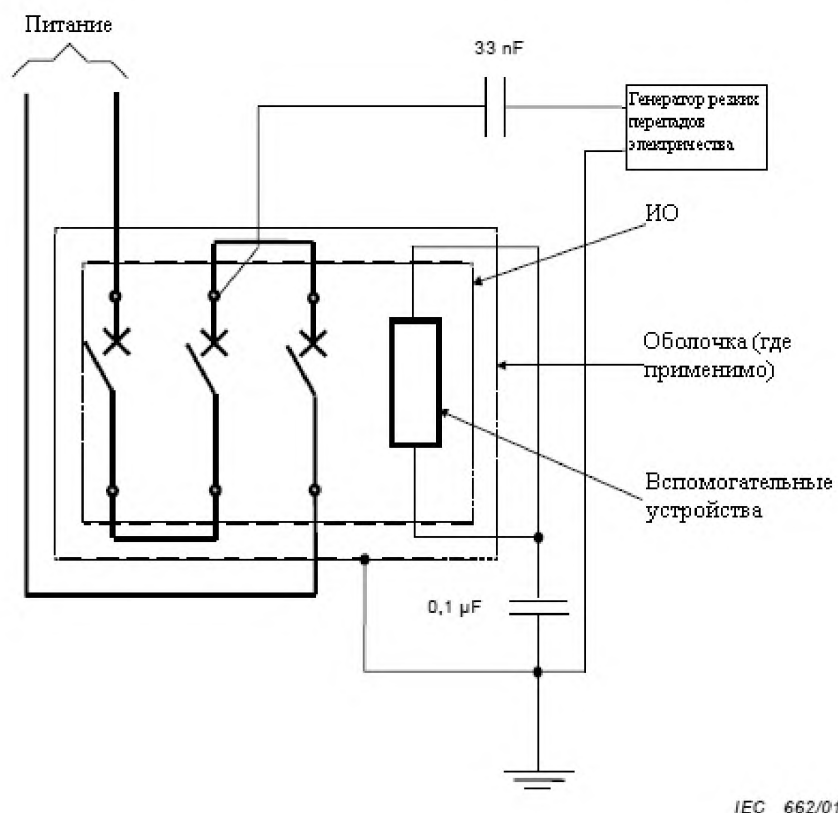 Питание
33 nF
Генератор резких
перепадов
электричества
ИО
Оболочка (где
применимо)
Вспомогательные
устройства
0,1 µF
IEC 662/01